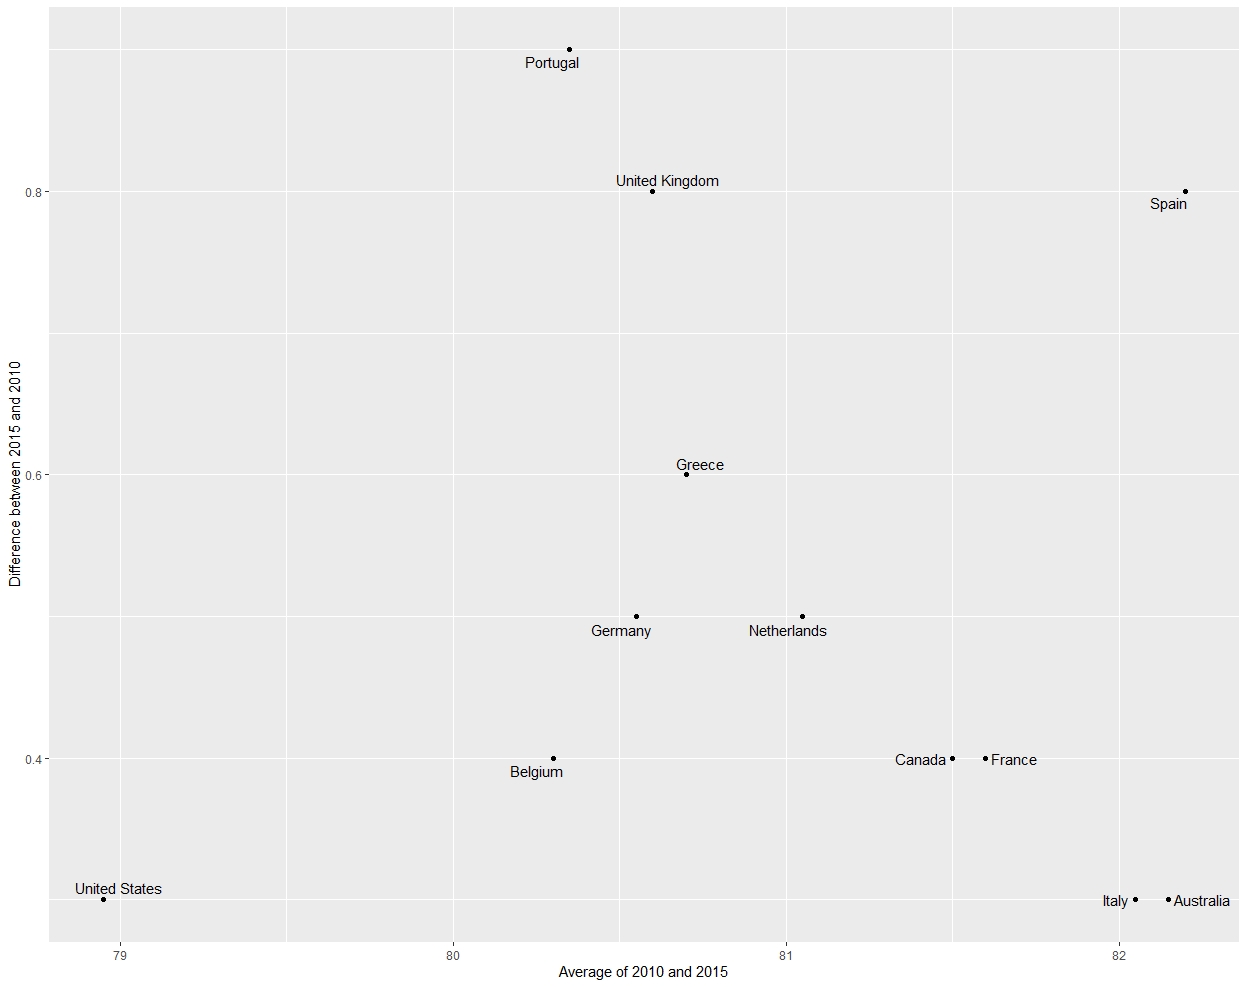 Portugal
United Kingdom
0.8
Spain
Difference between 2015 and 2010
Greece
0.6
Germany
Netherlands
0.4
Canada
France
Belgium
United States
Italy
Australia
79
80
81
82
Average of 2010 and 2015